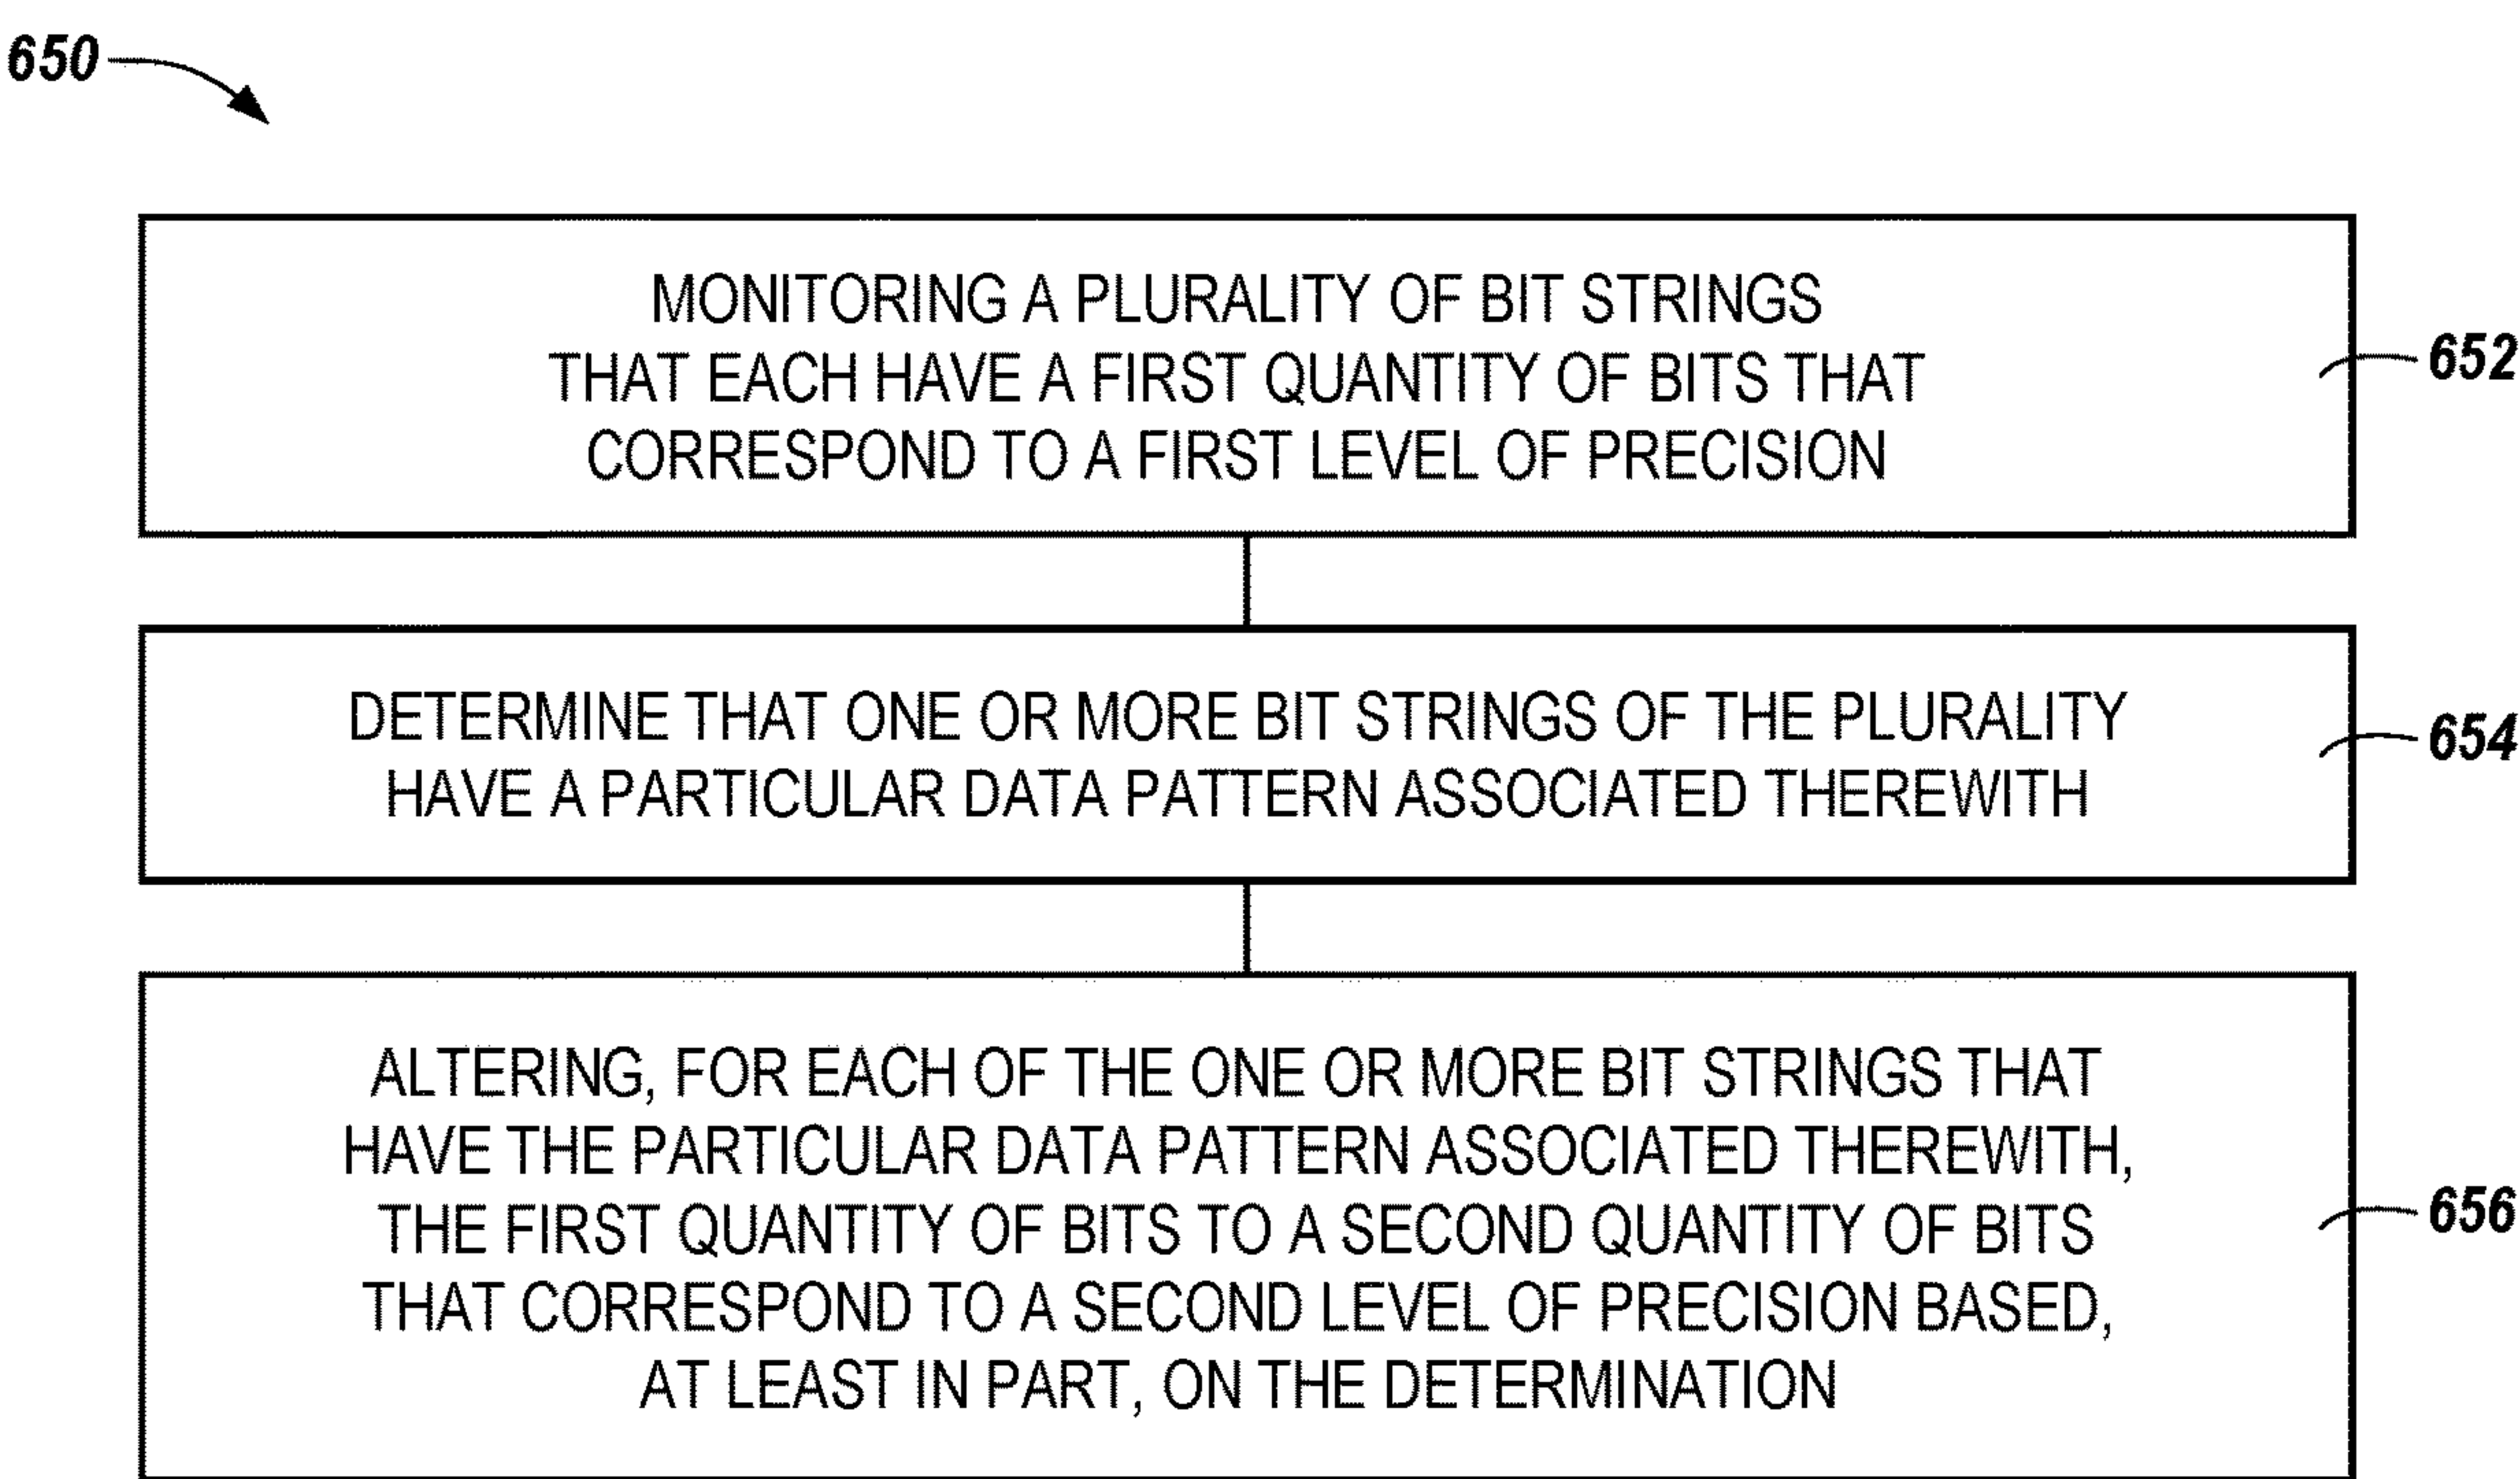 650
MONITORING A PLURALITY OF BIT STRINGS
THAT EACH HAVE A FIRST QUANTITY OF BITS THAT
CORRESPOND TO A FIRST LEVEL OF PRECISION
652
DETERMINE THAT ONE OR MORE BIT STRINGS OF THE PLURALITY
HAVE A PARTICULAR DATA PATTERN ASSOCIATED THEREWITH
654
ALTERING, FOR EACH OF THE ONE OR MORE BIT STRINGS THAT
HAVE THE PARTICULAR DATA PATTERN ASSOCIATED THEREWITH,
THE FIRST QUANTITY OF BITS TO A SECOND QUANTITY OF BITS
THAT CORRESPOND TO A SECOND LEVEL OF PRECISION BASED,
AT LEAST IN PART, ON THE DETERMINATION
656